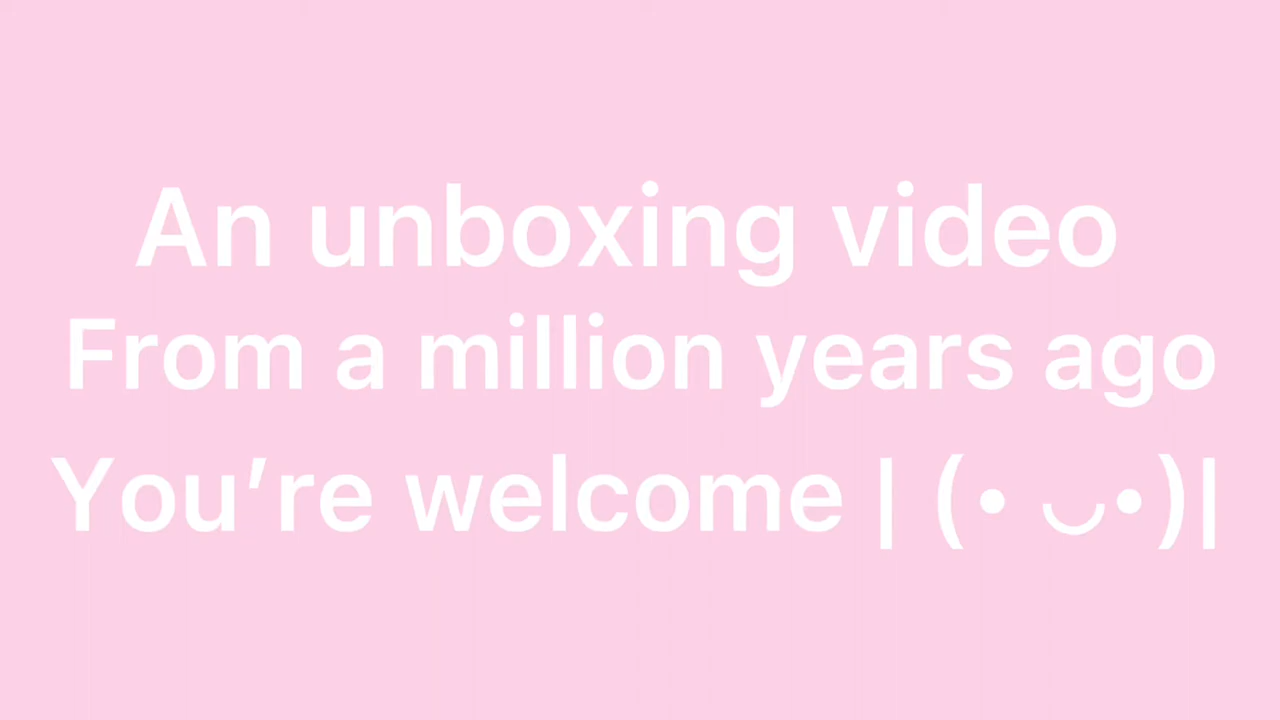 An unboxing video
From a million years ago
You’re welcome | (• ᴗ•)|